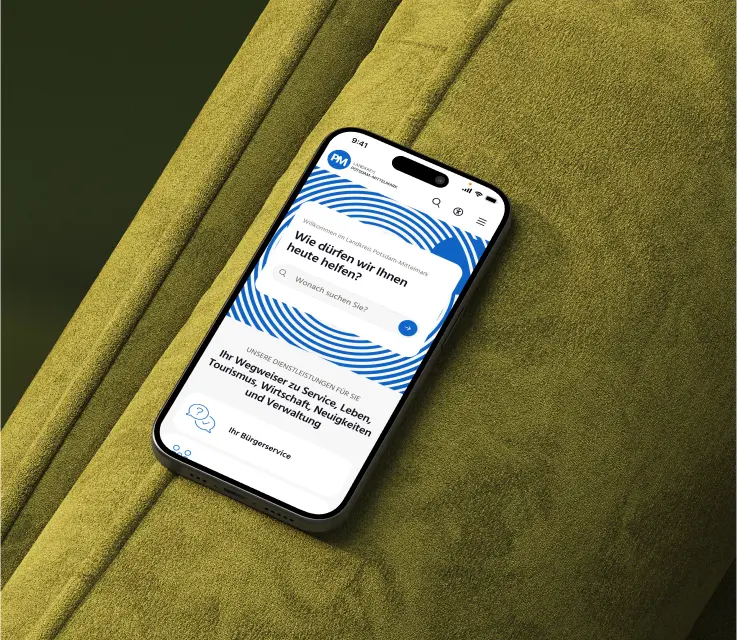 9:41
PM
LANDKREIS
POTSDAM-MITTELMARK
Willkommen im Landkreis Potsdam-Mittelmark
Wie dürfen wir Ihnen
heute helfen?
Wonach suchen Sie?
UNSERE DIENSTLEISTUNGEN FÜR SIE
Ihr Wegweiser zu Service, Leben,
Tourismus, Wirtschaft, Neuigkeiten
und Verwaltung
Ihr Bürgerservice